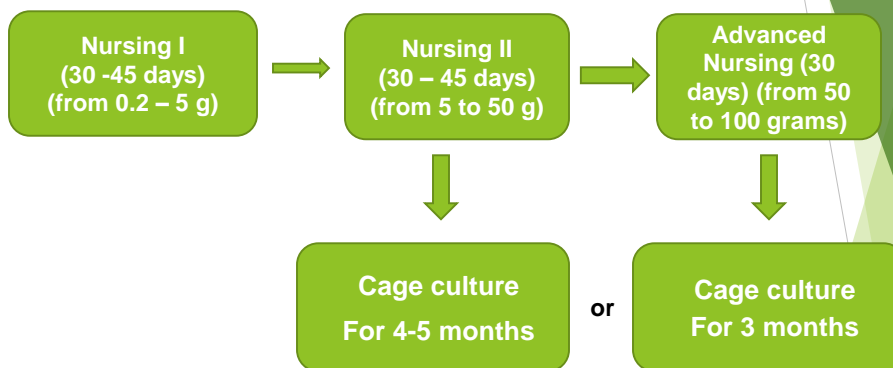 Nursing I
(30 -45 days)
(from 0.2 – 5 g)
Nursing II
(30 – 45 days)
(from 5 to 50 g)
Advanced
Nursing (30
days) (from 50
to 100 grams)
Cage culture
For 4-5 months
or
Cage culture
For 3 months